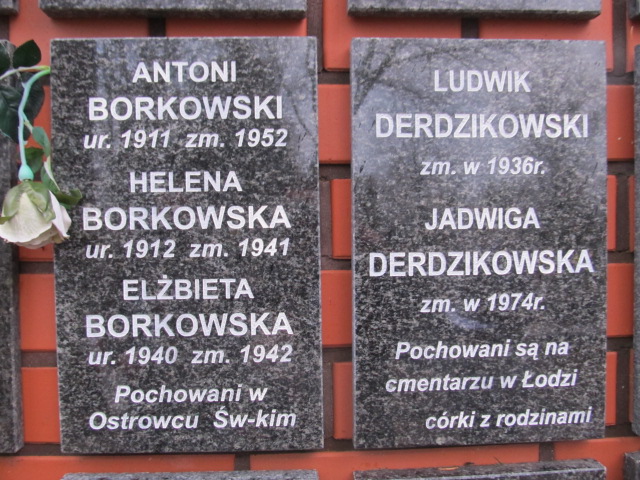 ANTONI
BORKOWSKI
ur. 1911 zm. 1952
HELENA
BORKOWSKA
ur. 1912 zm. 1941
ELŻBIETA
BORKOWSKA
ur. 1940 zm. 1942
Pochowani w
Ostrowcu Św-kim
LUDWIK
DERDZIKOWSKI
zm. w 1936r.
JADWIGA
DERDZIKOWSKA
zm. w 1974r.
Pochowani są na
cmentarzu w Łodzi
córki z rodzinami